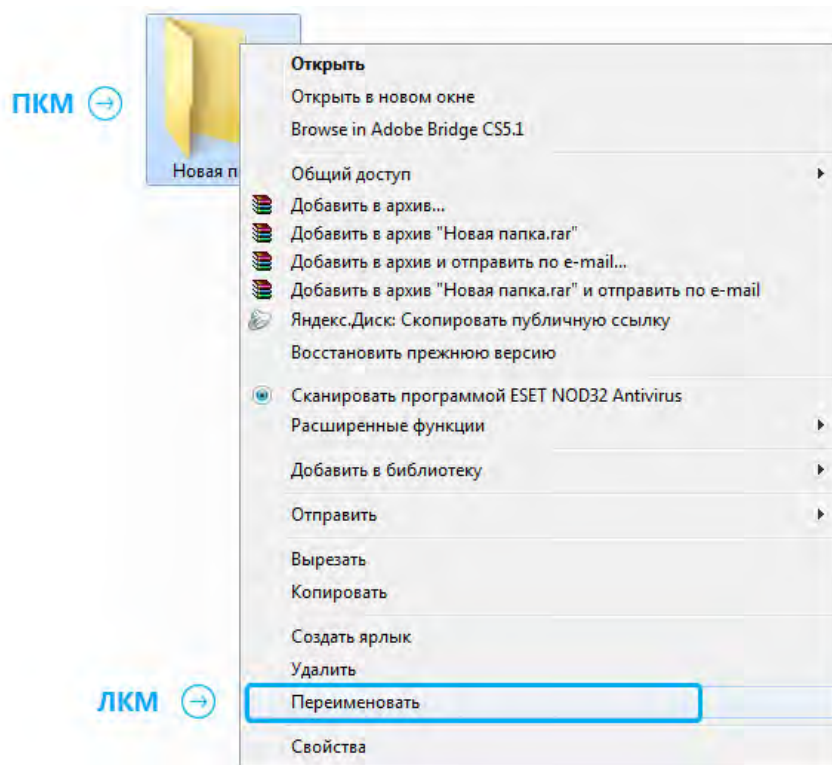 ПКМ
Новая п
Открыть
Открыть в новом окне
Browse in Adobe Bridge CS5.1
Общий доступ
Добавить в архив...
Добавить в архив "Новая папка.rar"
Добавить в архив и отправить по e-mail...
Добавить в архив "Новая папка.rar" и отправить по e-mail
Яндекс.Диск: Скопировать публичную ссылку
Восстановить прежнюю версию
Сканировать программой ESET NOD32 Antivirus
Расширенные функции
Добавить в библиотеку
Отправить
Вырезать
Копировать
Создать ярлык
Удалить
ЛКМ
Переименовать
Свойства